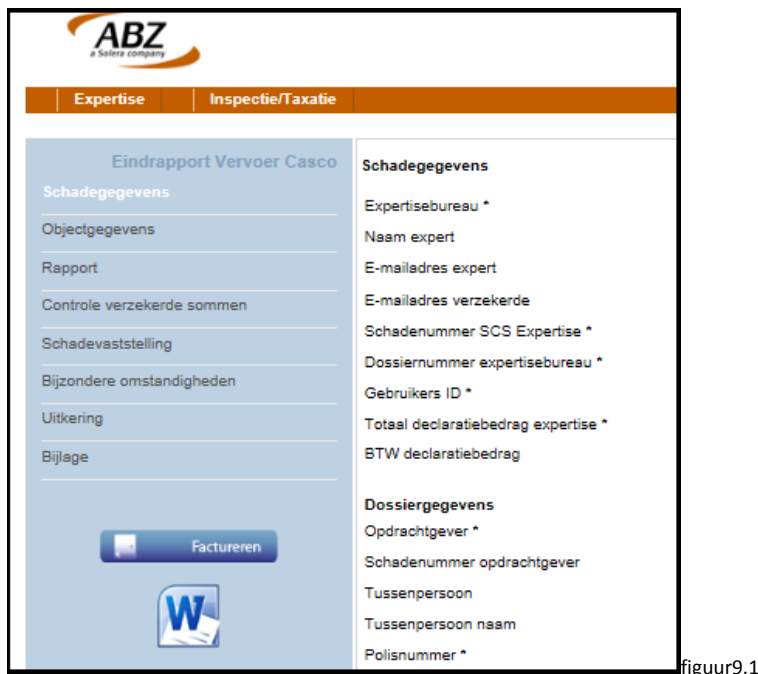 ABZ
a Solera company
Expertise
Inspectie/Taxatie
Eindrapport Vervoer Casco
Schadegegevens
Objectgegevens
Rapport
Controle verzekerde sommen
Schadevaststelling
Bijzondere omstandigheden
Uitkering
Bijlage
Factureren
W
Schadegegevens
Expertisebureau *
Naam expert
E-mailadres expert
E-mailadres verzekerde
Schadenummer SCS Expertise *
Dossiernummer expertisebureau *
Gebruikers ID *
Totaal declaratiebedrag expertise *
BTW declaratiebedrag
Dossiergegevens
Opdrachtgever *
Schadenummer opdrachtgever
Tussenpersoon
Tussenpersoon naam
Polisnummer *
figuur9.1